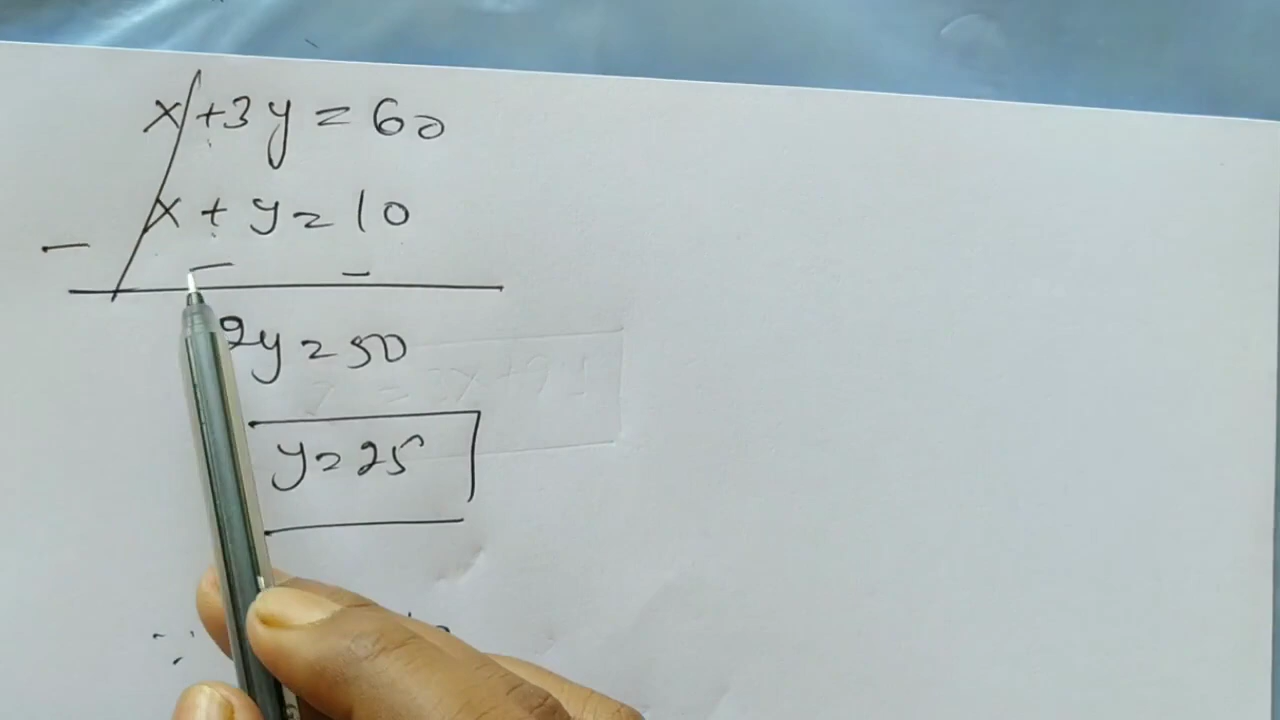 x + 3y = 60
x + y = 10
- - -
2y = 50
y = 25